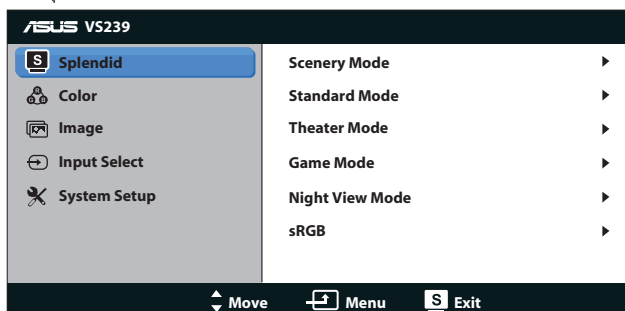 ASUS VS239
S Splendid
Color
Image
Input Select
System Setup
Scenery Mode
Standard Mode
Theater Mode
Game Mode
Night View Mode
sRGB
Move Menu S Exit